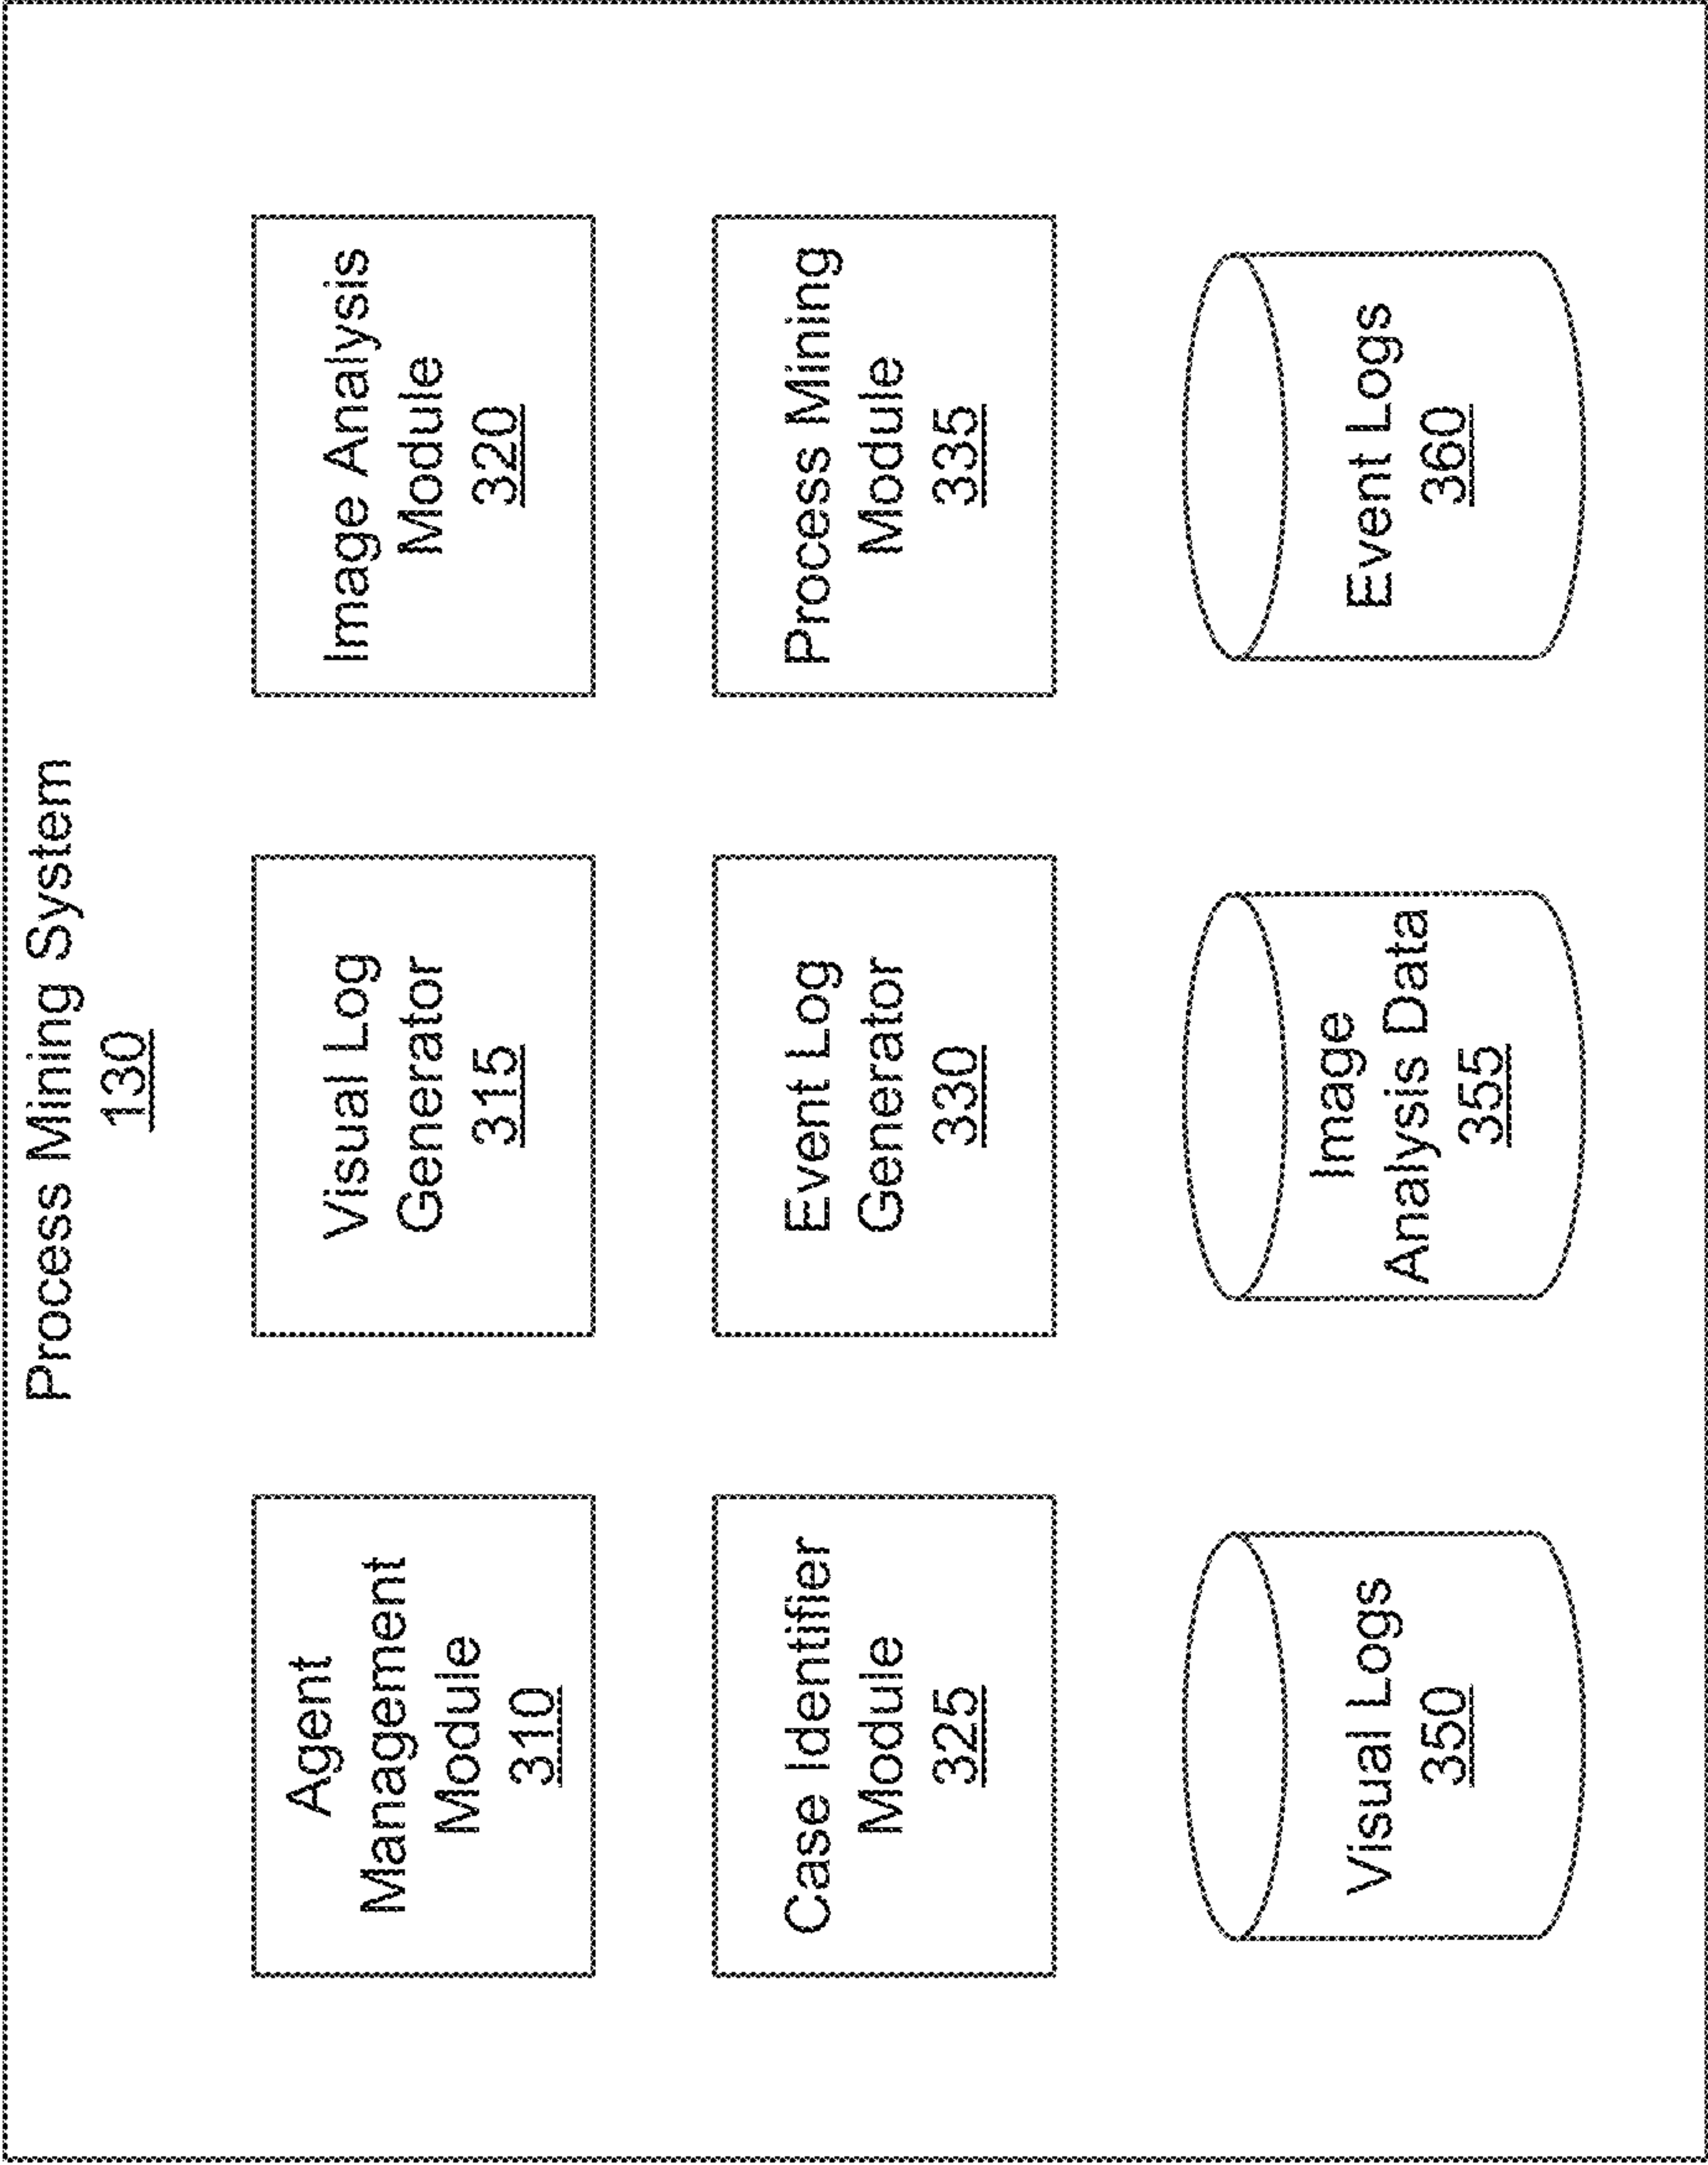 Process Mining System
130
Agent
Management
Module
310
Visual Log
Generator
315
Image Analysis
Module
320
Case Identifier
Module
325
Event Log
Generator
330
Process Mining
Module
335
Visual Logs
350
Image
Analysis Data
355
Event Logs
360